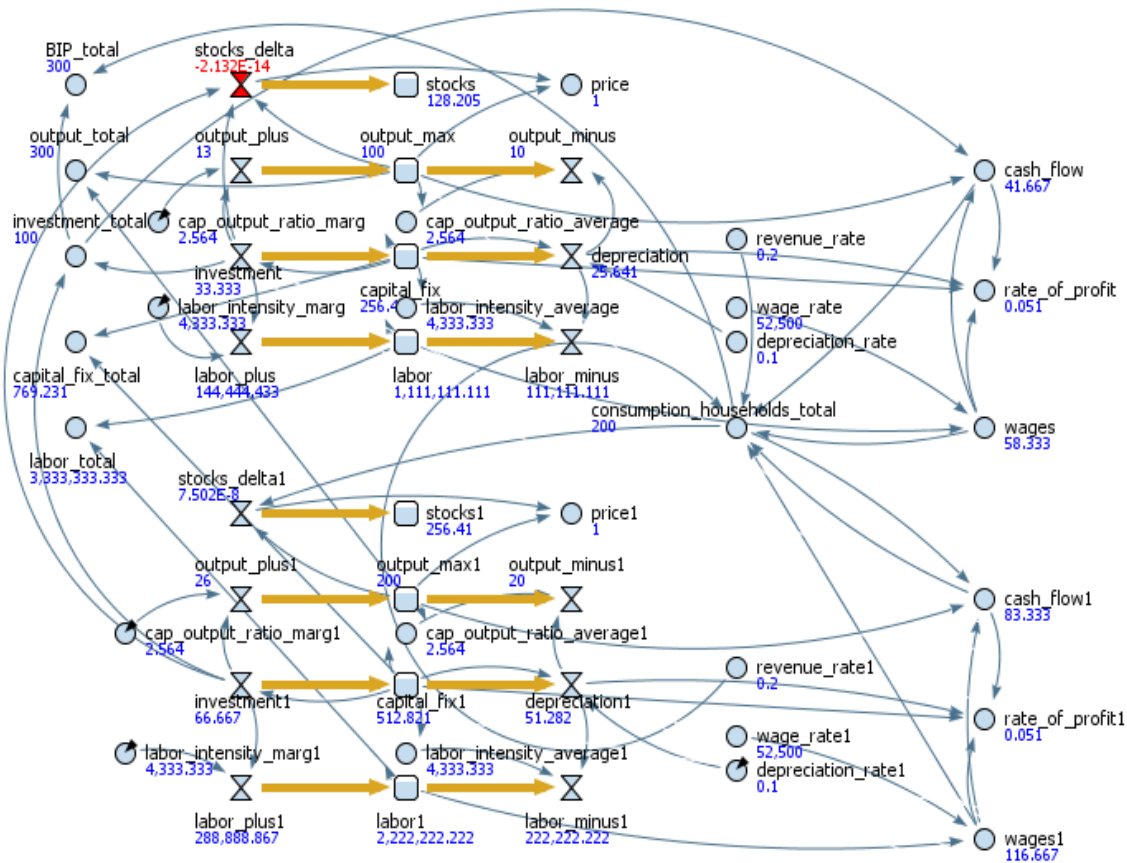 BIP_total
300
stocks_delta
-2.132E-14
stocks
128.205
price
1
output_total
300
output_plus
13
output_max
100
output_minus
10
cash_flow
41.667
investment_total
100
cap_output_ratio_marg
2.564
cap_output_ratio_average
2.564
revenue_rate
0.2
investment
33.333
capital_fix
256.4
depreciation
25.641
rate_of_profit
0.051
labor_intensity_marg
4,333.333
labor_intensity_average
4,333.333
wage_rate
52,500
depreciation_rate
0.1
capital_fix_total
769.231
labor_plus
144,444,433
labor
1,111,111.111
labor_minus
111,111.111
consumption_households_total
200
wages
58.333
labor_total
3,333,333.333
stocks_delta1
7.502E-8
stocks1
256.41
price1
1
output_plus1
26
output_max1
200
output_minus1
20
cash_flow1
83.333
cap_output_ratio_marg1
2.564
cap_output_ratio_average1
2.564
revenue_rate1
0.2
investment1
66.667
capital_fix1
512.821
depreciation1
51.282
rate_of_profit1
0.051
labor_intensity_marg1
4,333.333
labor_intensity_average1
4,333.333
wage_rate1
52,500
depreciation_rate1
0.1
labor_plus1
288,888.867
labor1
2,222,222.222
labor_minus1
222,222.222
wages1
116.667